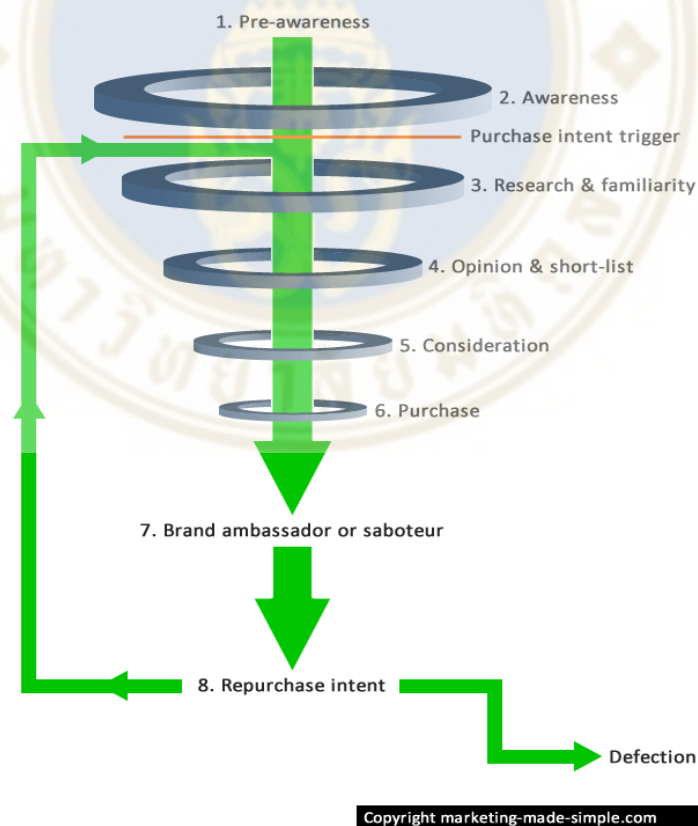 1. Pre-awareness
2. Awareness
Purchase intent trigger
3. Research & familiarity
4. Opinion & short-list
5. Consideration
6. Purchase
7. Brand ambassador or saboteur
8. Repurchase intent
Defection
Copyright marketing-made-simple.com